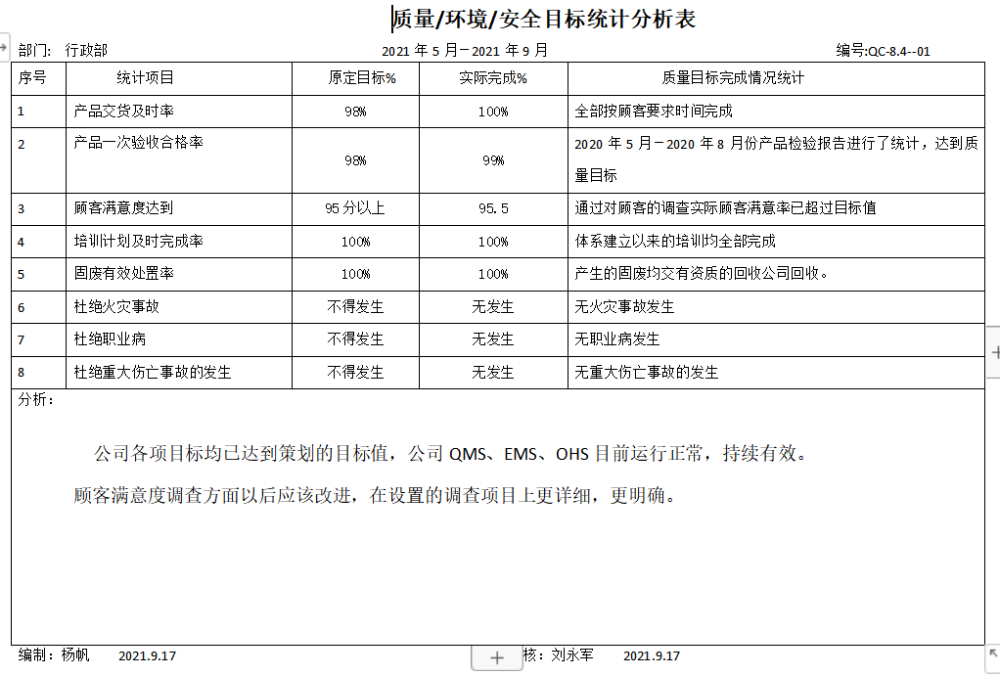 质量/环境/安全目标统计分析表
部门： 行政部 2021 年 5 月－2021 年 9 月 编号:QC-8.4--01
序号 统计项目 原定目标% 实际完成% 质量目标完成情况统计
1 产品交货及时率 98% 100% 全部按顾客要求时间完成
2 产品一次验收合格率 98% 99% 2020 年 5 月－2020 年 8 月份产品检验报告进行了统计，达到质
量目标
3 顾客满意度达到 95 分以上 95.5 通过对顾客的调查实际顾客满意率已超过目标值
4 培训计划及时完成率 100% 100% 体系建立以来的培训均全部完成
5 固废有效处置率 100% 100% 产生的固废均交有资质的回收公司回收。
6 杜绝火灾事故 不得发生 无发生 无火灾事故发生
7 杜绝职业病 不得发生 无发生 无职业病发生
8 杜绝重大伤亡事故的发生 不得发生 无发生 无重大伤亡事故的发生
分析：
公司各项目标均已达到策划的目标值，公司 QMS、EMS、OHS 目前运行正常，持续有效。
顾客满意度调查方面以后应该改进，在设置的调查项目上更详细，更明确。
编制：杨帆 2021.9.17 核：刘永军 2021.9.17